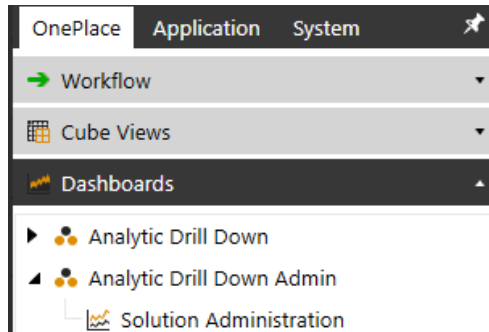 OnePlace Application System
Workflow
Cube Views
Dashboards
Analytic Drill Down
Analytic Drill Down Admin
Solution Administration